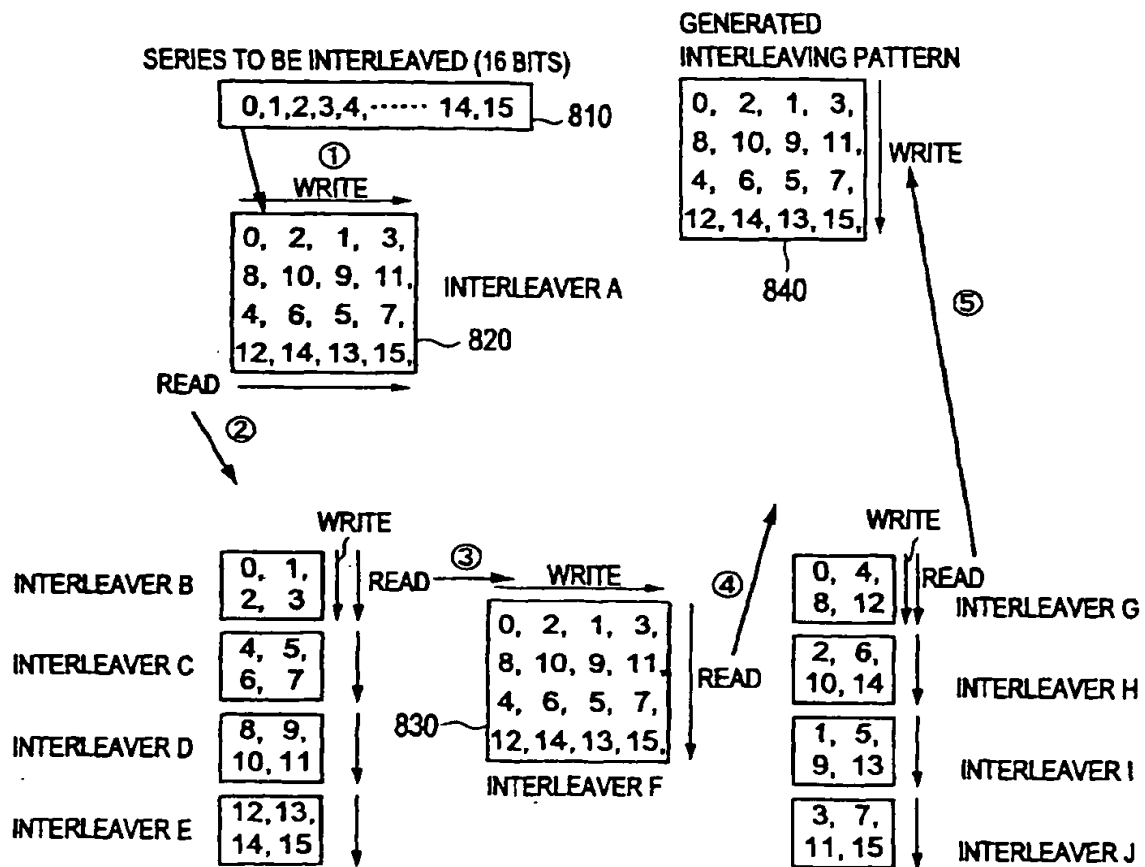 GENERATED
INTERLEAVING PATTERN
SERIES TO BE INTERLEAVED (16 BITS)
0,1,2,3,4, ······ 14,15
810
①
WRITE
0, 2, 1, 3,
8, 10, 9, 11,
4, 6, 5, 7,
12, 14, 13, 15,
INTERLEAVER A
820
READ
②
0, 2, 1, 3,
8, 10, 9, 11,
4, 6, 5, 7,
12, 14, 13, 15,
WRITE
840
⑤
WRITE
INTERLEAVER B
0, 1,
2, 3
READ
③
INTERLEAVER C
4, 5,
6, 7
INTERLEAVER D
8, 9,
10, 11
INTERLEAVER E
12, 13,
14, 15
WRITE
0, 2, 1, 3,
8, 10, 9, 11,
4, 6, 5, 7,
12, 14, 13, 15,
830
READ
④
INTERLEAVER F
WRITE
0, 4,
8, 12
READ
INTERLEAVER G
2, 6,
10, 14
INTERLEAVER H
1, 5,
9, 13
INTERLEAVER I
3, 7,
11, 15
INTERLEAVER J